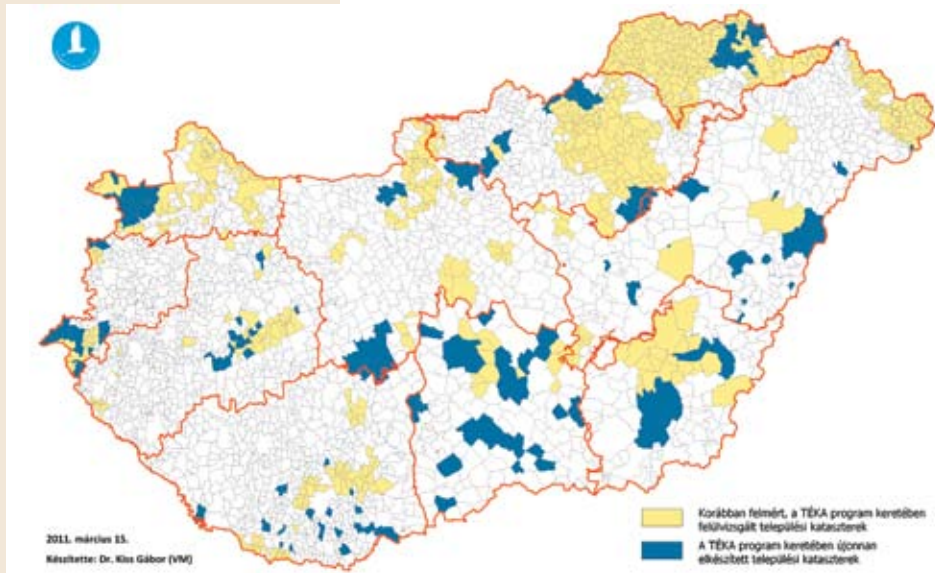 Korábban felmért, a TÉKA program keretében
felülvizsgált települési kataszterek
A TÉKA program keretében újonnan
elkészített települési kataszterek
2011. március 15.
Készítette: Dr. Kiss Gábor (VM)